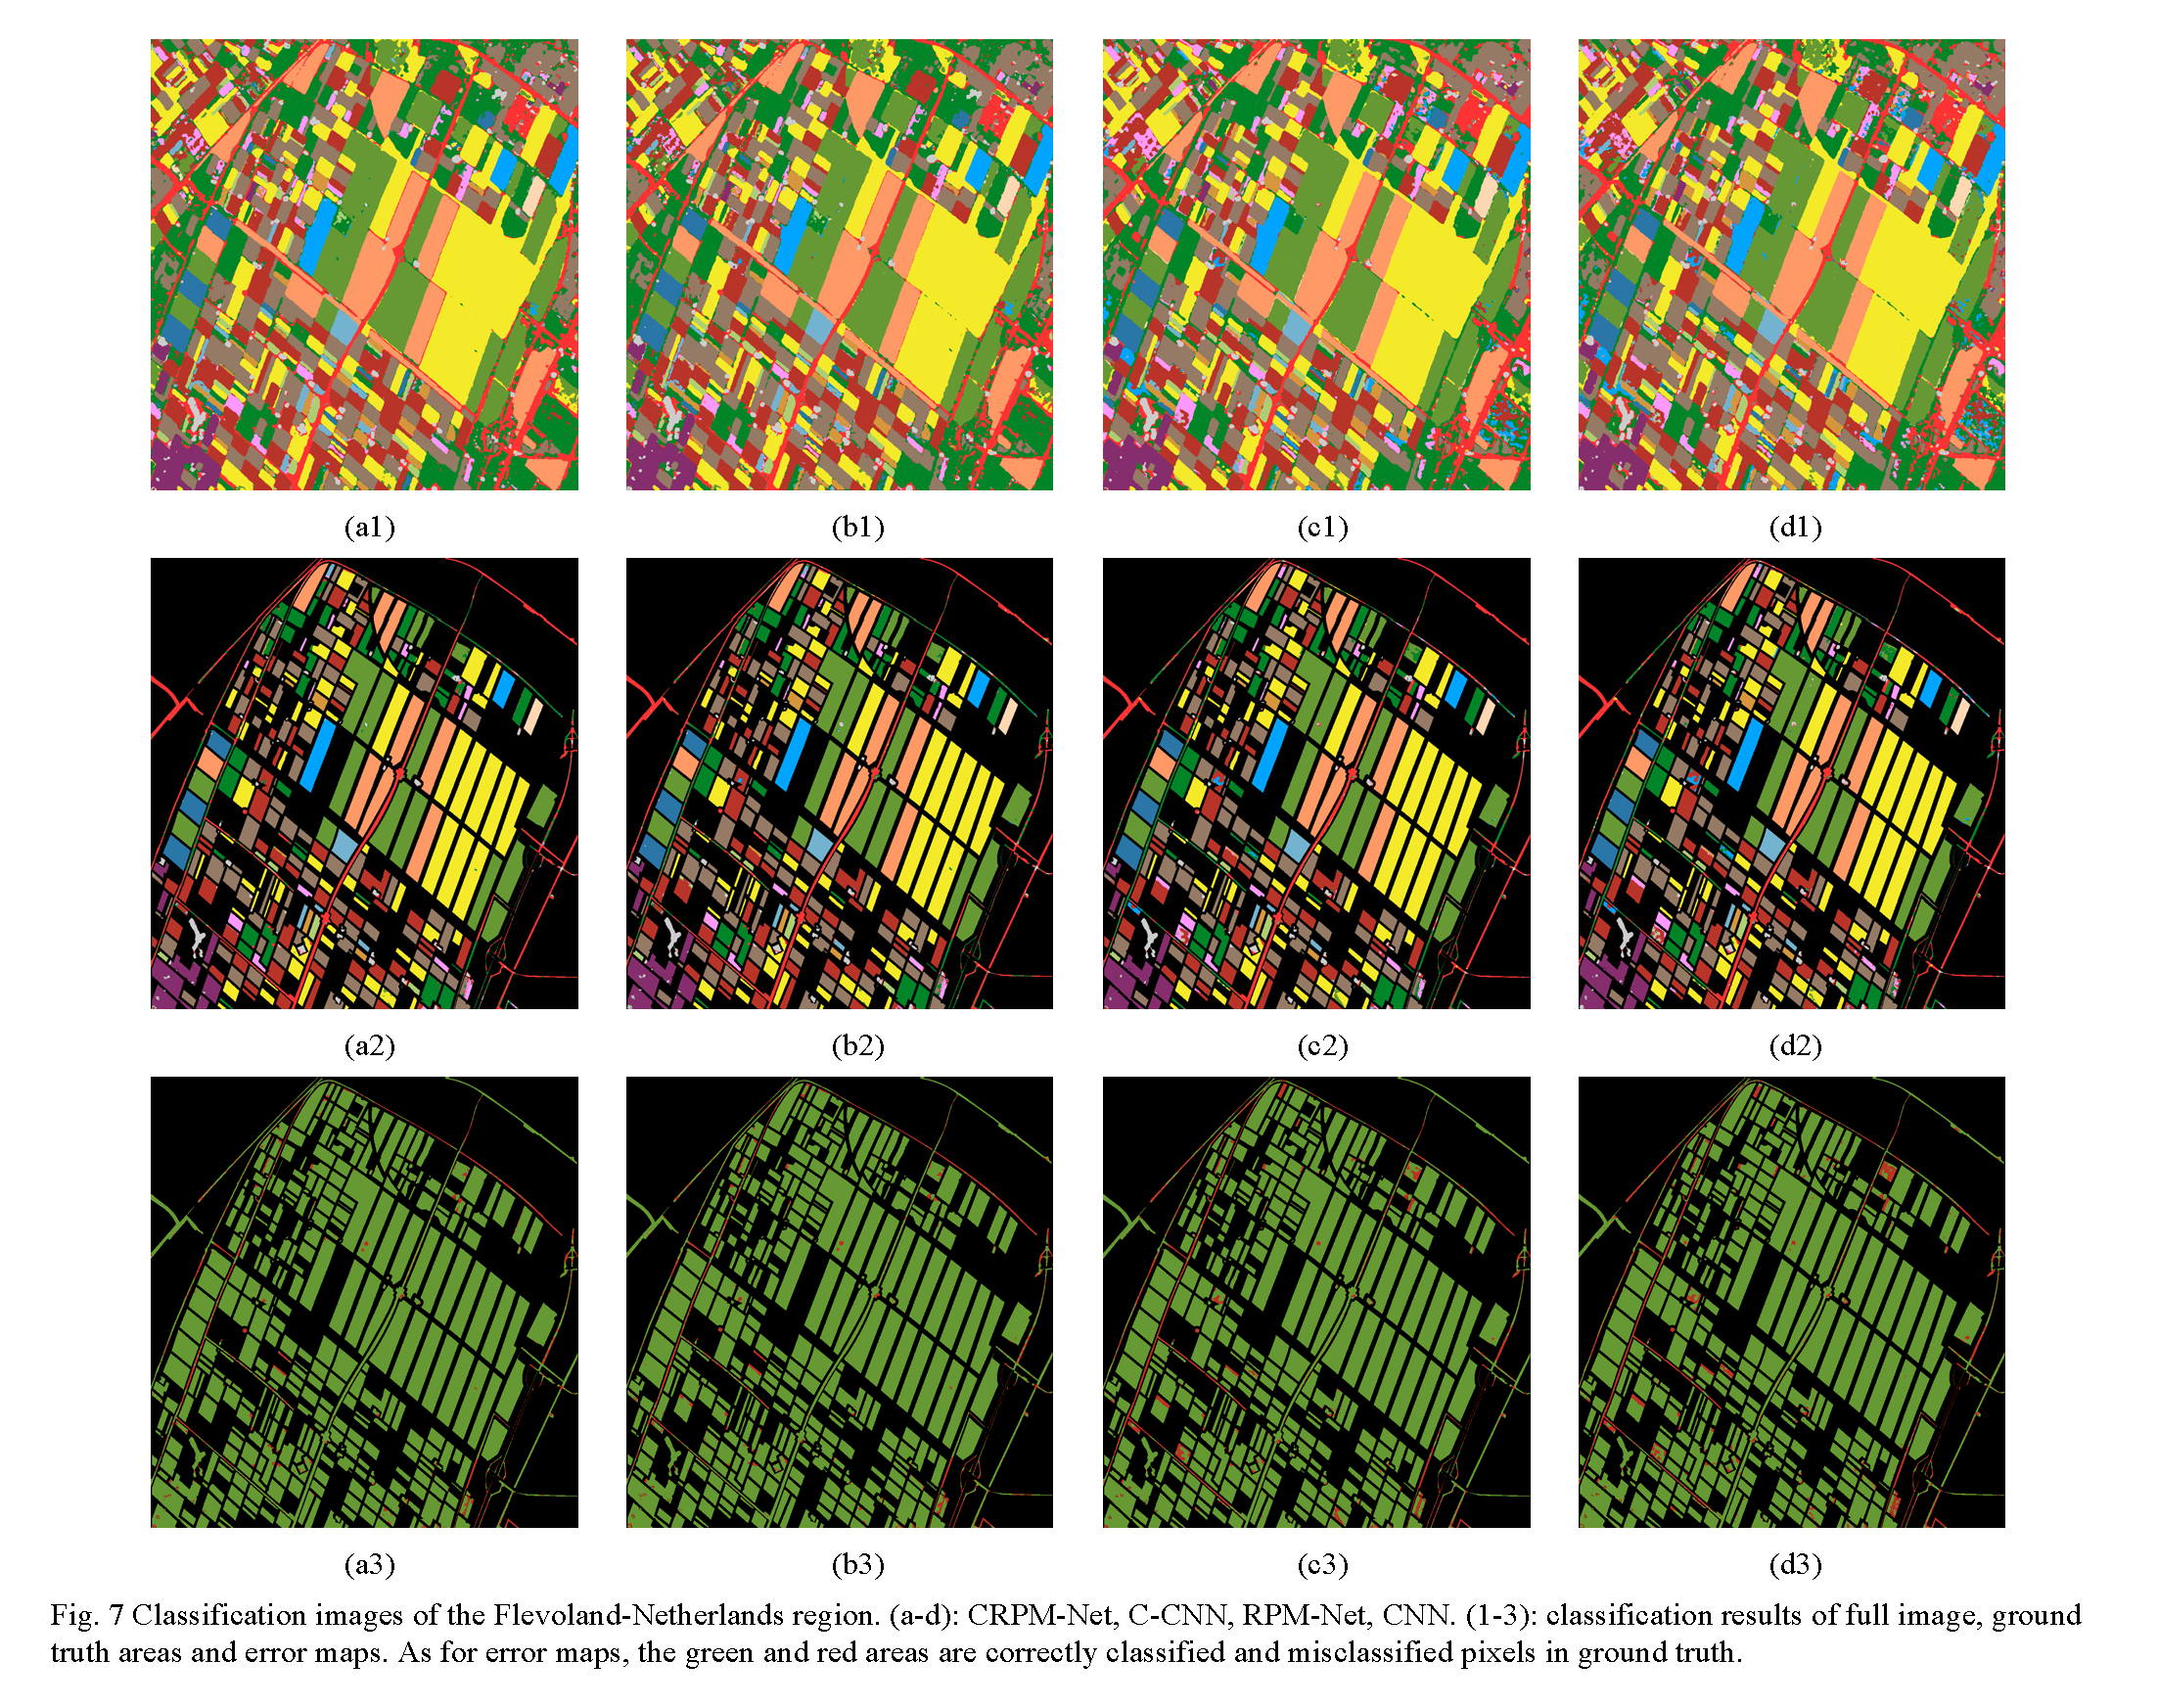 (a1) (b1) (c1) (d1)
(a2) (b2) (c2) (d2)
(a3) (b3) (c3) (d3)
Fig. 7 Classification images of the Flevoland-Netherlands region. (a-d): CRPM-Net, C-CNN, RPM-Net, CNN. (1-3): classification results of full image, ground
truth areas and error maps. As for error maps, the green and red areas are correctly classified and misclassified pixels in ground truth.